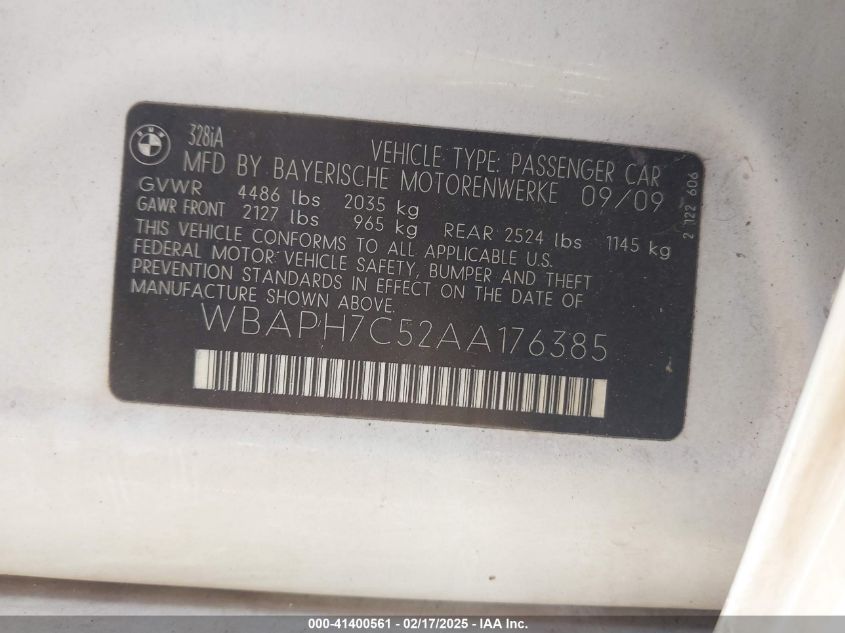 BMW
328iA
VEHICLE TYPE: PASSENGER CAR
MFD BY BAYERISCHE MOTORENWERKE 09/09
GVWR 4486 lbs 2035 kg
GAWR FRONT 2127 lbs 965 kg REAR 2524 lbs 1145 kg
THIS VEHICLE CONFORMS TO ALL APPLICABLE U.S.
FEDERAL MOTOR VEHICLE SAFETY, BUMPER AND THEFT
PREVENTION STANDARDS IN EFFECT ON THE DATE OF
MANUFACTURE SHOWN ABOVE.
WBAPH7C52AA176385
2 122 606
000-41400561 - 02/17/2025 - IAA Inc.